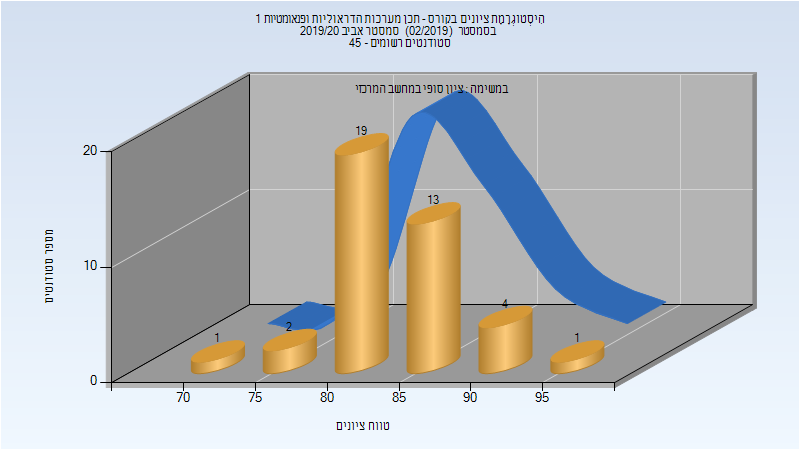 היסטוגרמת ציונים בקורס - תכן מערכות הדראוליות ופנאומטיות 1
בסמסטר (02/2019) סמסטר אביב 2019/20
סטודנטים רשומים - 45
במשימה : ציון סופי במחשב המרכזי
מספר סטודנטים
20
10
0
1
2
19
13
4
1
70 75 80 85 90 95
טווח ציונים